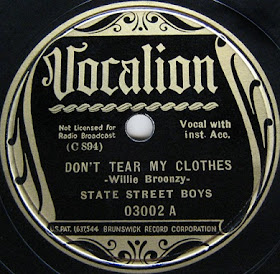 Vocalion
Not Licensed for
Radio Broadcast
(C 894)
Vocal with
inst. Acc.
DON'T TEAR MY CLOTHES
-Willie Broonzy-
STATE STREET BOYS
03002 A
U.S. PAT. 1,637,544 BRUNSWICK RECORD CORPORATION